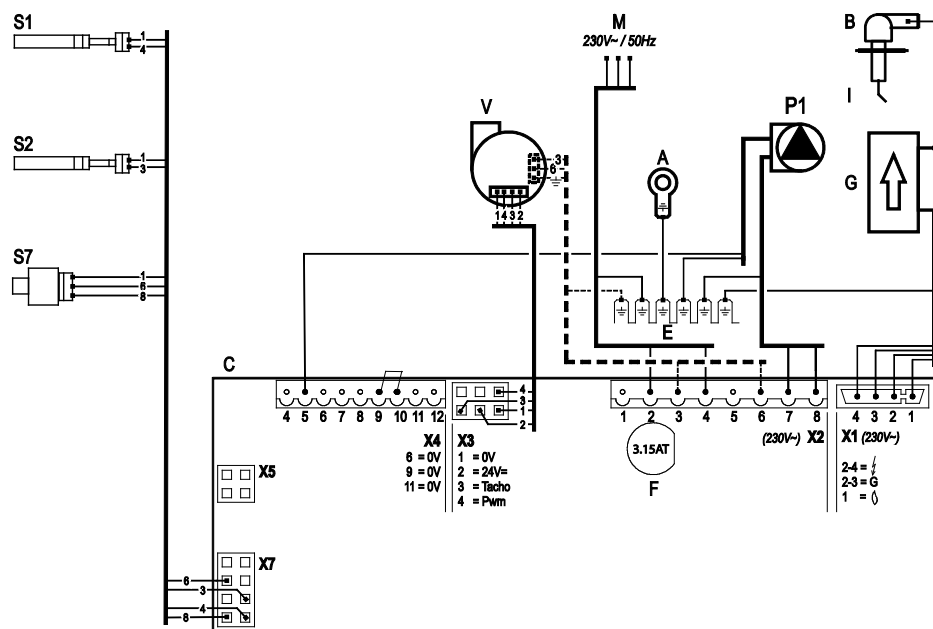 S1
1
4
S2
1
3
S7
1
6
8
M
230V~ / 50Hz
V
3
6
1 4 3 2
A
P1
B
I
G
E
C
4 5 6 7 8 9 10 11 12
X4
6 = 0V
9 = 0V
11 = 0V
4
3
1
2
X3
1 = 0V
2 = 24V=
3 = Tacho
4 = Pwm
1 2 3 4 5 6 7 8
3.15AT
F
(230V~) X2
4 3 2 1
X1 (230V~)
2-4 =
2-3 = G
1 =
X5
X7
6
3
4
8